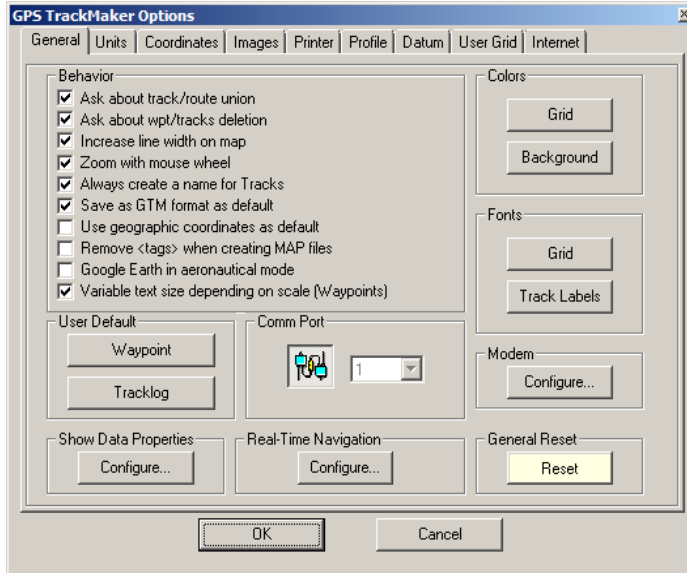 GPS TrackMaker Options
General Units Coordinates Images Printer Profile Datum User Grid Internet
Behavior
Ask about track/route union
Ask about wpt/tracks deletion
Increase line width on map
Zoom with mouse wheel
Always create a name for Tracks
Save as GTM format as default
Use geographic coordinates as default
Remove <tags> when creating MAP files
Google Earth in aeronautical mode
Variable text size depending on scale (Waypoints)
Colors
Grid
Background
Fonts
Grid
Track Labels
User Default
Waypoint
Tracklog
Comm Port
1
Modem
Configure...
Show Data Properties
Configure...
Real-Time Navigation
Configure...
General Reset
Reset
OK
Cancel